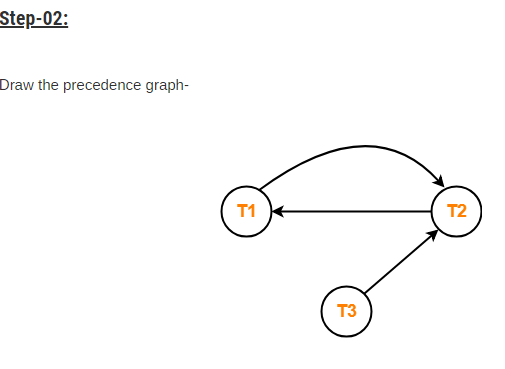 Step-02:
Draw the precedence graph-
T1
T2
T3